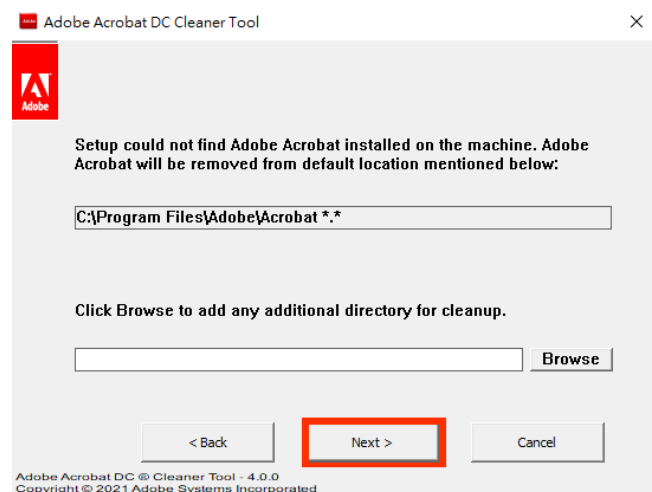 Adobe Acrobat DC Cleaner Tool
Adobe
Setup could not find Adobe Acrobat installed on the machine. Adobe
Acrobat will be removed from default location mentioned below:
C:\Program Files\Adobe\Acrobat *.*
Click Browse to add any additional directory for cleanup.
Browse
< Back
Next >
Cancel
Adobe Acrobat DC ® Cleaner Tool - 4.0.0
Copyright © 2021 Adobe Systems Incorporated